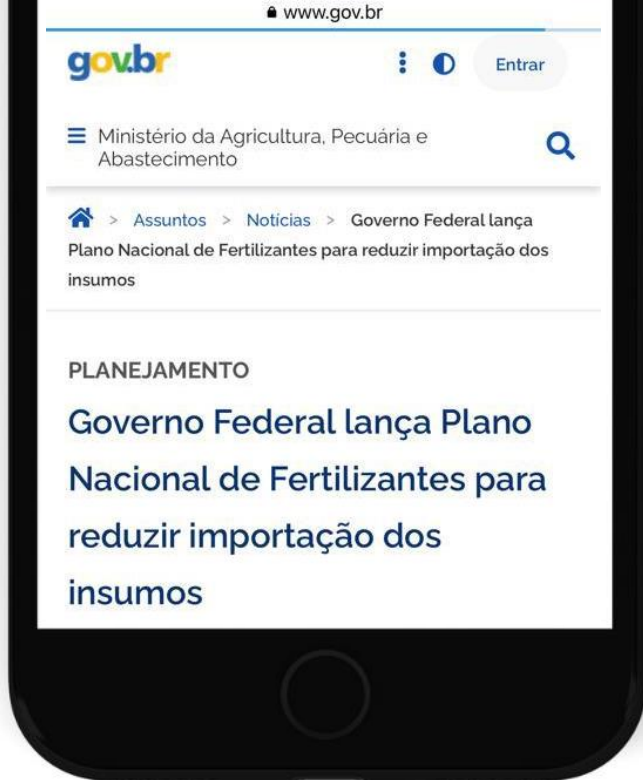 www.gov.br
gov.br
Entrar
Ministério da Agricultura, Pecuária e
Abastecimento
> Assuntos > Notícias > Governo Federal lança
Plano Nacional de Fertilizantes para reduzir importação dos
insumos
PLANEJAMENTO
Governo Federal lança Plano
Nacional de Fertilizantes para
reduzir importação dos
insumos